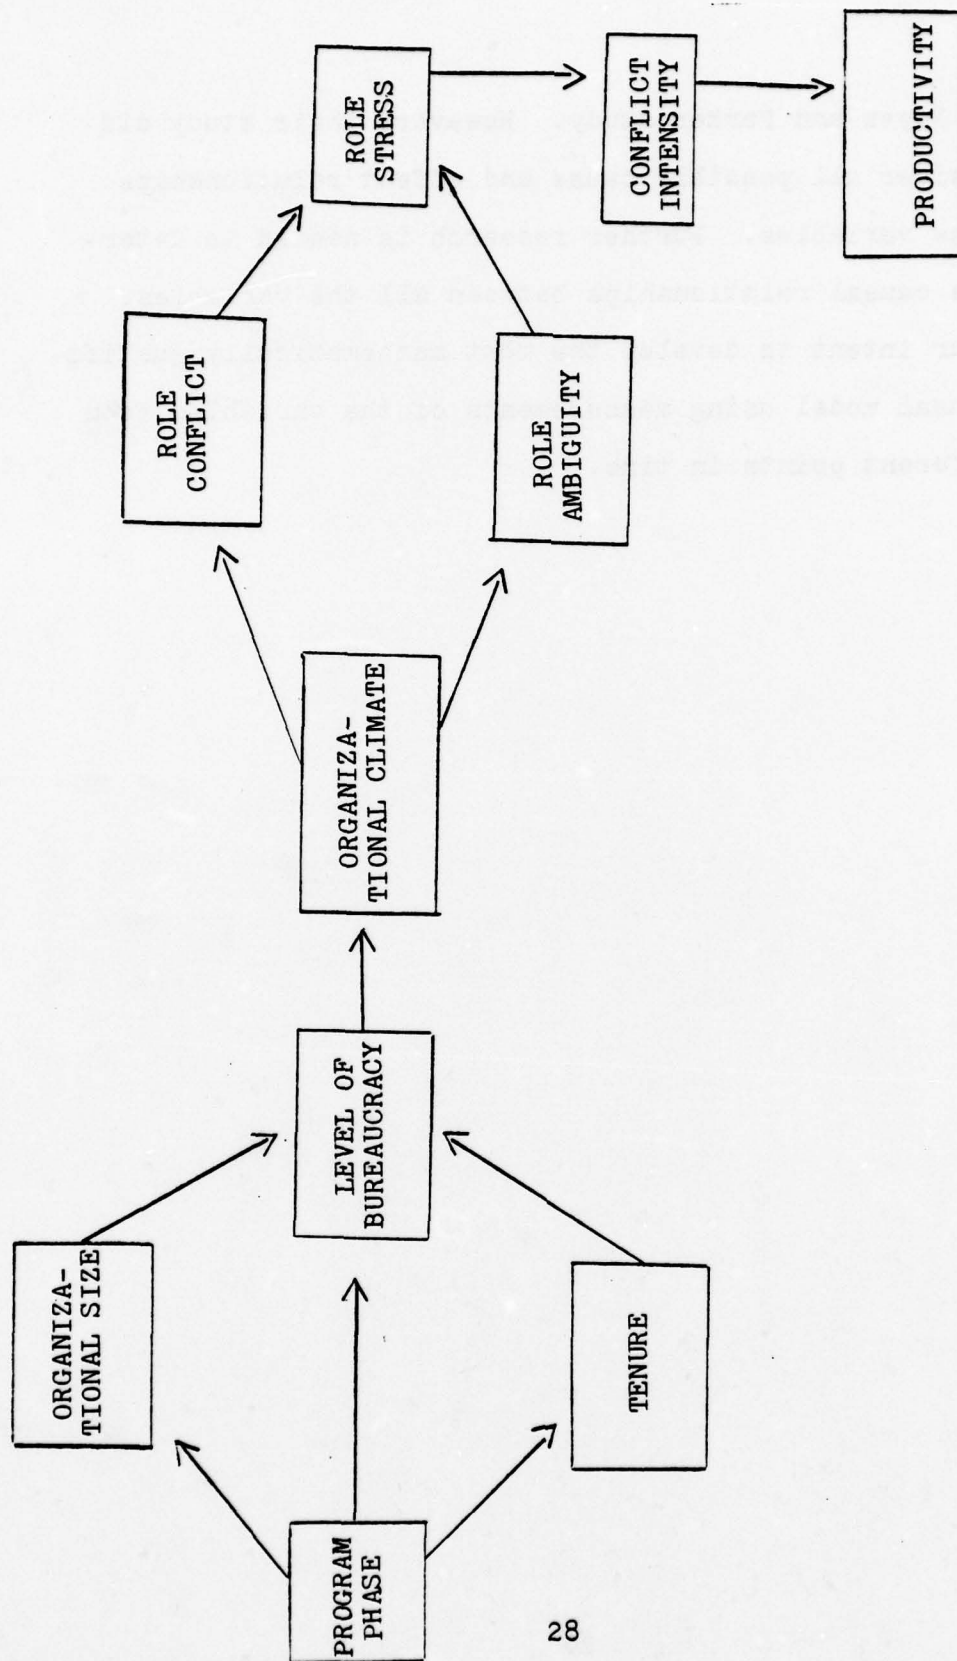 PROGRAM
PHASE
ORGANIZA-
TIONAL SIZE
TENURE
LEVEL OF
BUREAUCRACY
ORGANIZA-
TIONAL CLIMATE
ROLE
CONFLICT
ROLE
AMBIGUITY
ROLE
STRESS
CONFLICT
INTENSITY
PRODUCTIVITY
28